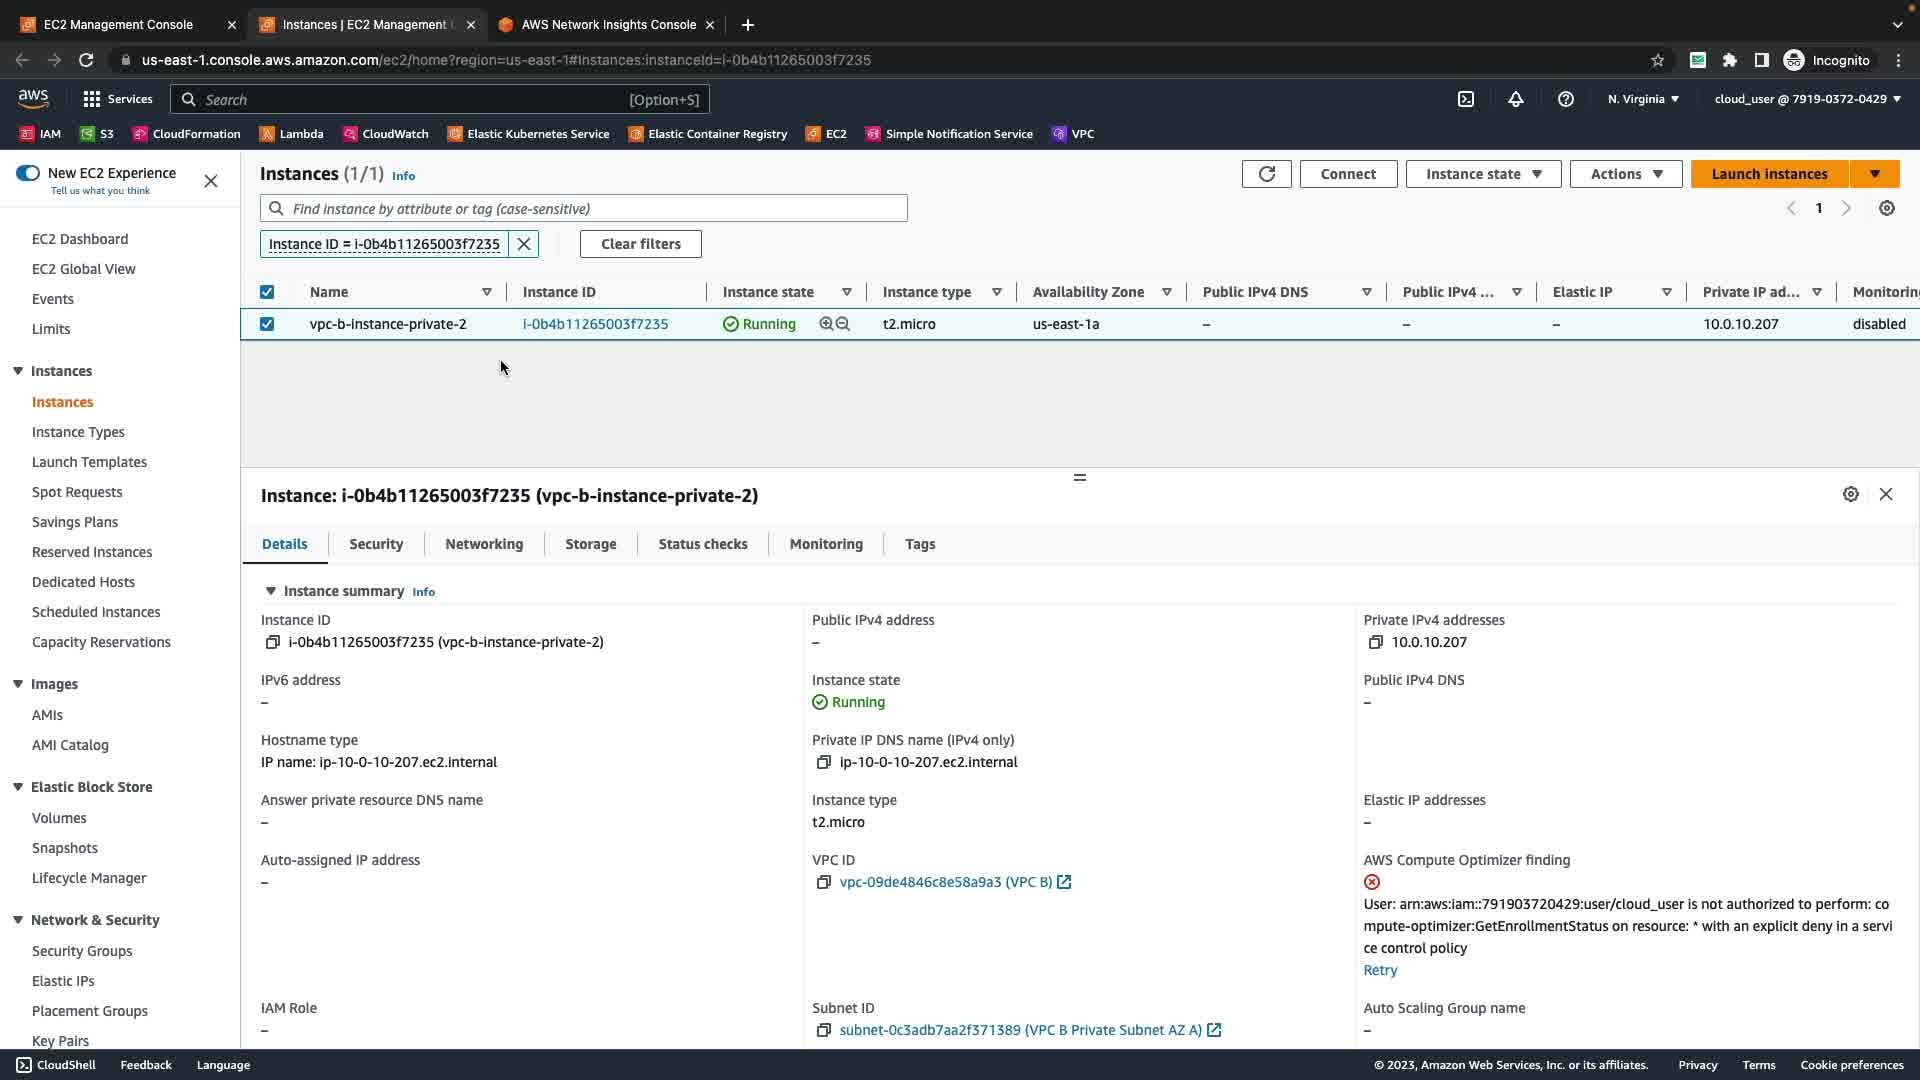 EC2 Management Console
Instances | EC2 Management
AWS Network Insights Console
us-east-1.console.aws.amazon.com/ec2/home?region=us-east-1#Instances:instanceId=i-0b4b11265003f7235
Incognito
aws
Services
Search
[Option+S]
N. Virginia
cloud_user @ 7919-0372-0429
IAM
S3
CloudFormation
Lambda
CloudWatch
Elastic Kubernetes Service
Elastic Container Registry
EC2
Simple Notification Service
VPC
New EC2 Experience
Tell us what you think
EC2 Dashboard
EC2 Global View
Events
Limits
Instances
Instances
Instance Types
Launch Templates
Spot Requests
Savings Plans
Reserved Instances
Dedicated Hosts
Scheduled Instances
Capacity Reservations
Images
AMIs
AMI Catalog
Elastic Block Store
Volumes
Snapshots
Lifecycle Manager
Network & Security
Security Groups
Elastic IPs
Placement Groups
Key Pairs
Instances (1/1) Info
Connect
Instance state
Actions
Launch instances
Find instance by attribute or tag (case-sensitive)
1
Instance ID = i-0b4b11265003f7235
Clear filters
Name
Instance ID
Instance state
Instance type
Availability Zone
Public IPv4 DNS
Public IPv4 ...
Elastic IP
Private IP ad...
Monitoring
vpc-b-instance-private-2
i-0b4b11265003f7235
Running
t2.micro
us-east-1a
–
–
–
10.0.10.207
disabled
Instance: i-0b4b11265003f7235 (vpc-b-instance-private-2)
Details
Security
Networking
Storage
Status checks
Monitoring
Tags
Instance summary Info
Instance ID
i-0b4b11265003f7235 (vpc-b-instance-private-2)
Public IPv4 address
–
Private IPv4 addresses
10.0.10.207
IPv6 address
–
Instance state
Running
Public IPv4 DNS
–
Hostname type
IP name: ip-10-0-10-207.ec2.internal
Private IP DNS name (IPv4 only)
ip-10-0-10-207.ec2.internal
Answer private resource DNS name
–
Instance type
t2.micro
Elastic IP addresses
–
Auto-assigned IP address
–
VPC ID
vpc-09de4846c8e58a9a3 (VPC B)
AWS Compute Optimizer finding
User: arn:aws:iam::791903720429:user/cloud_user is not authorized to perform: co
mpute-optimizer:GetEnrollmentStatus on resource: * with an explicit deny in a servi
ce control policy
Retry
IAM Role
–
Subnet ID
subnet-0c3adb7aa2f371389 (VPC B Private Subnet AZ A)
Auto Scaling Group name
–
CloudShell
Feedback
Language
© 2023, Amazon Web Services, Inc. or its affiliates.
Privacy
Terms
Cookie preferences